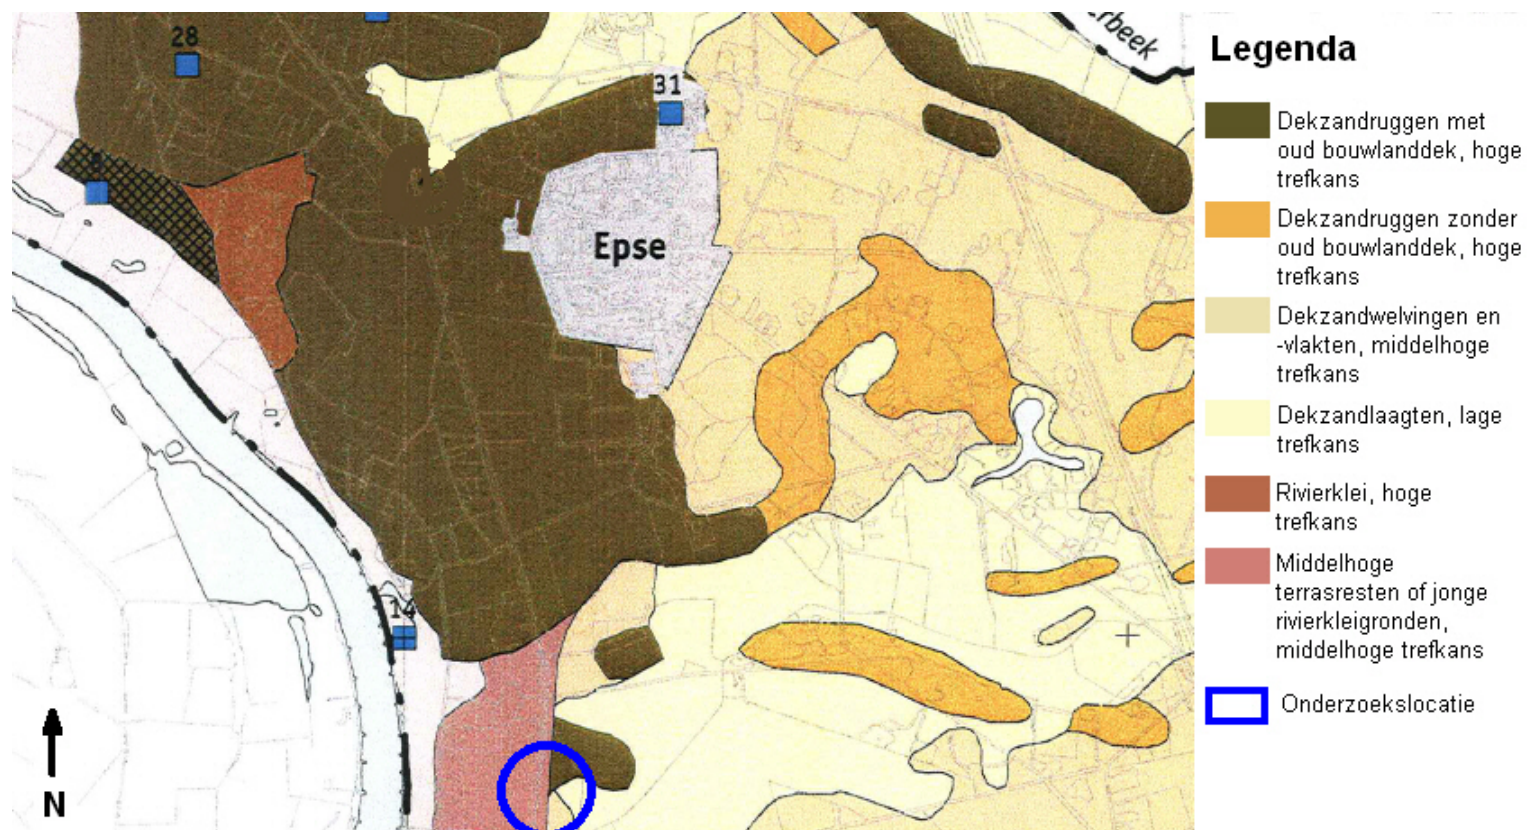 28
31
Epse
14
N
Legenda
Dekzandruggen met
oud bouwlanddek, hoge
trefkans
Dekzandruggen zonder
oud bouwlanddek, hoge
trefkans
Dekzandwelvingen en
-vlakten, middelhoge
trefkans
Dekzandlaagten, lage
trefkans
Rivierklei, hoge
trefkans
Middelhoge
terrasresten of jonge
rivierkleigronden,
middelhoge trefkans
Onderzoekslocatie